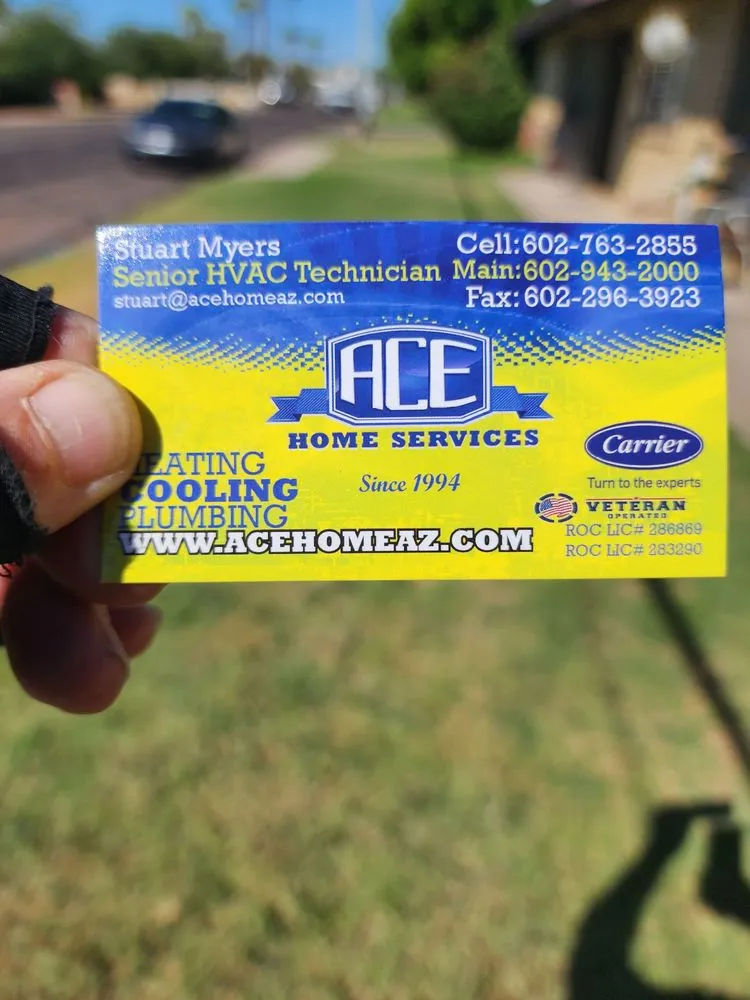 Stuart Myers
Senior HVAC Technician
stuart@acehomeaz.com
Cell:602-763-2855
Main:602-943-2000
Fax:602-296-3923
ACE
HOME SERVICES
Since 1994
HEATING
COOLING
PLUMBING
WWW.ACEHOMEAZ.COM
Carrier
Turn to the experts
VETERAN
OPERATED
ROC LIC# 286869
ROC LIC# 283290